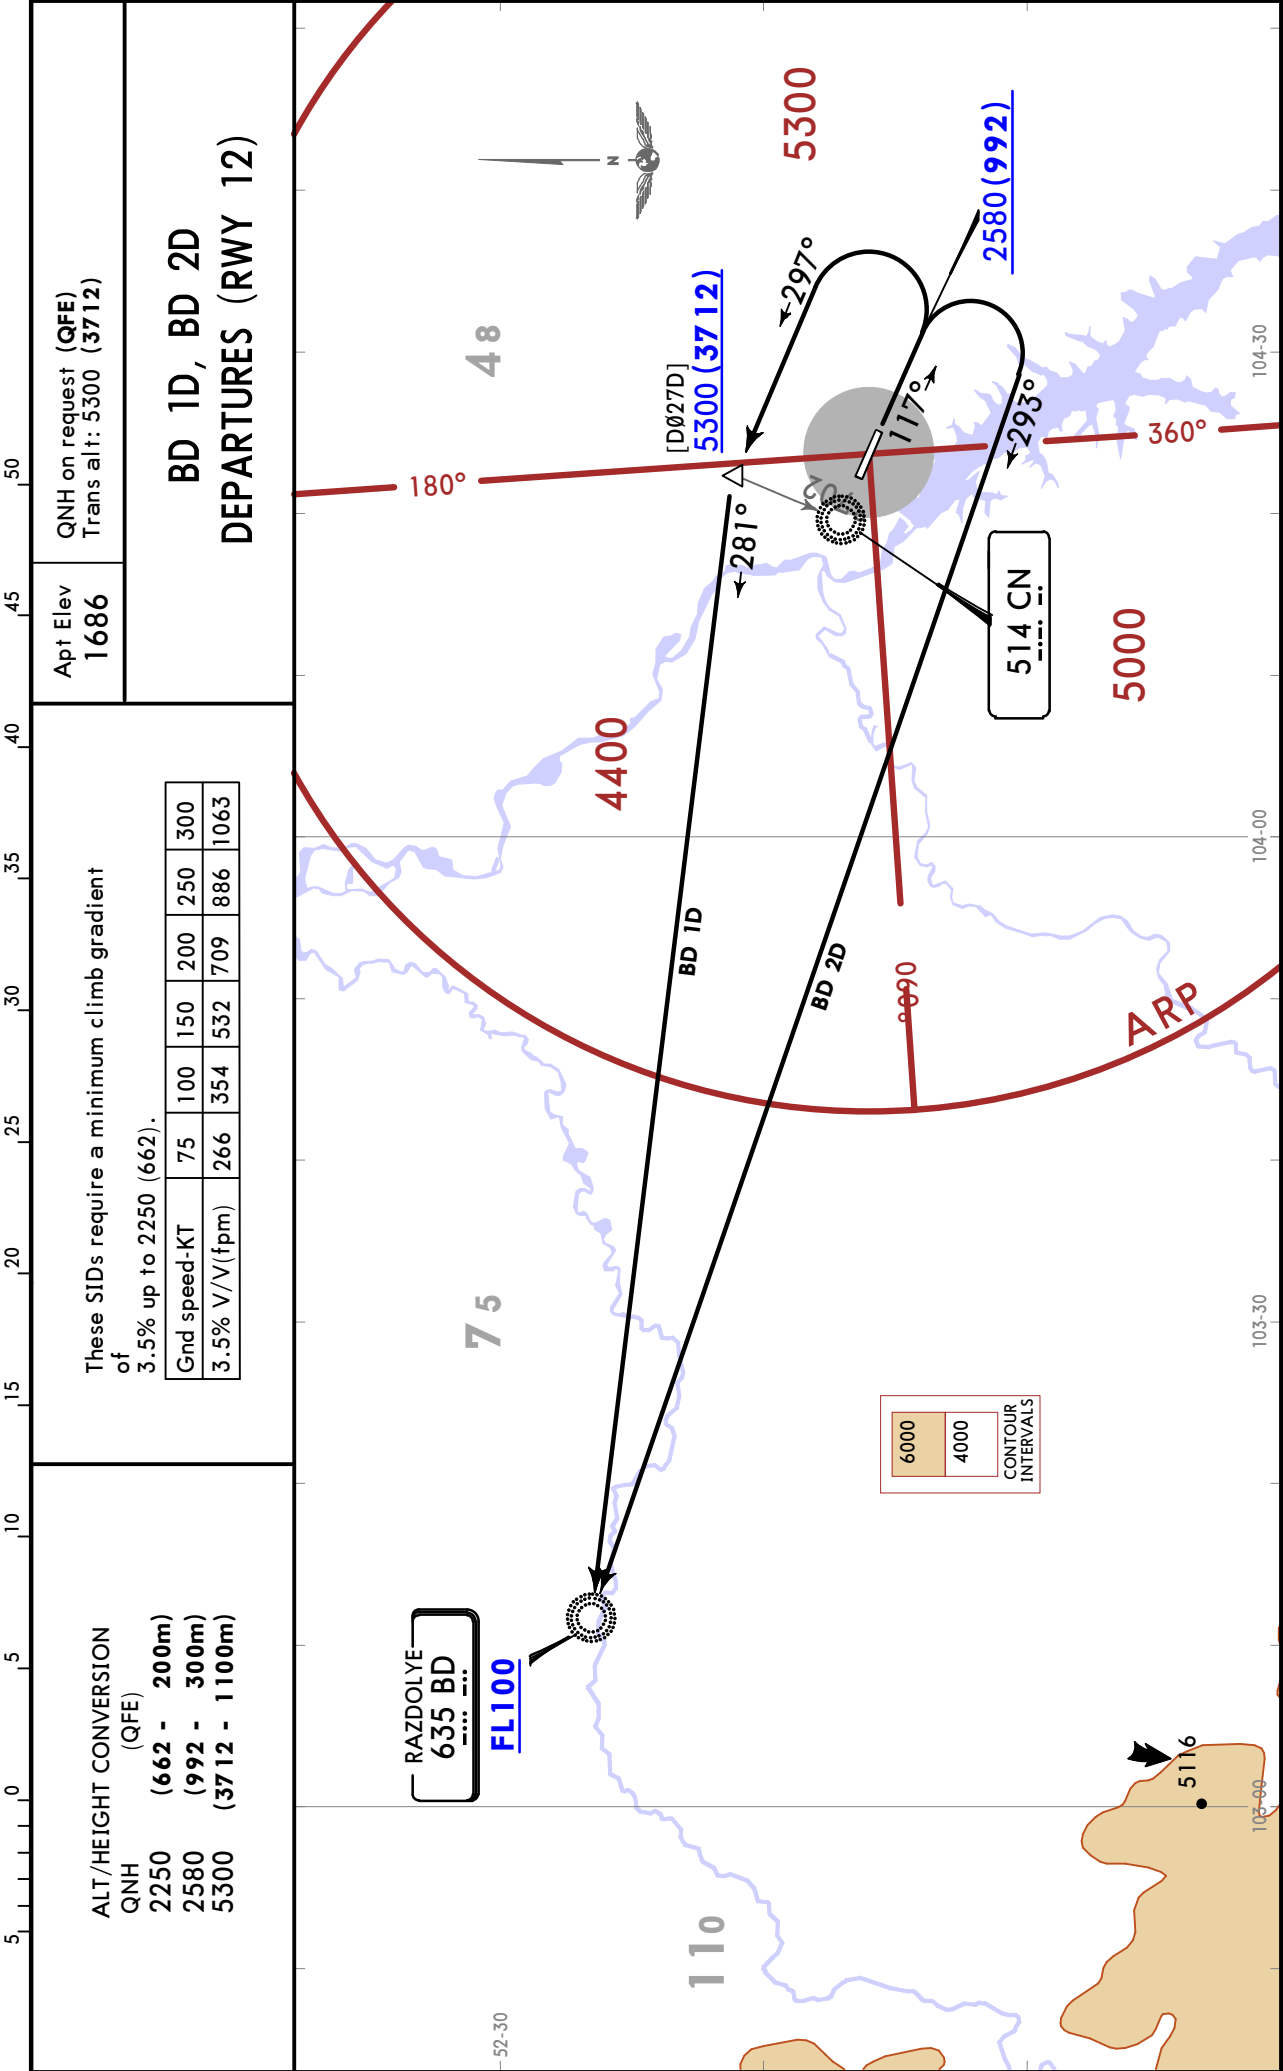 5 0 5 10 15 20 25 30 35 40 45 50
ALT/HEIGHT CONVERSION
QNH (QFE)
2250 (662 - 200m)
2580 (992 - 300m)
5300 (3712 - 1100m)
These SIDs require a minimum climb gradient
of
3.5% up to 2250 (662).
Gnd speed-KT 75 100 150 200 250 300
3.5% V/V(fpm) 266 354 532 709 886 1063
Apt Elev
1686
QNH on request (QFE)
Trans alt: 5300 (3712)
BD 1D, BD 2D
DEPARTURES (RWY 12)
RAZDOLYE
635 BD
FL100
75
48
110
52-30
180°
4400
N
[DØ27D]
5300 (3712)
5300
297°
281°
117°
2580 (992)
293°
360°
514 CN
5000
BD 1D
BD 2D
090°
ARP
6000
4000
CONTOUR
INTERVALS
5116
103-00
103-30
104-00
104-30